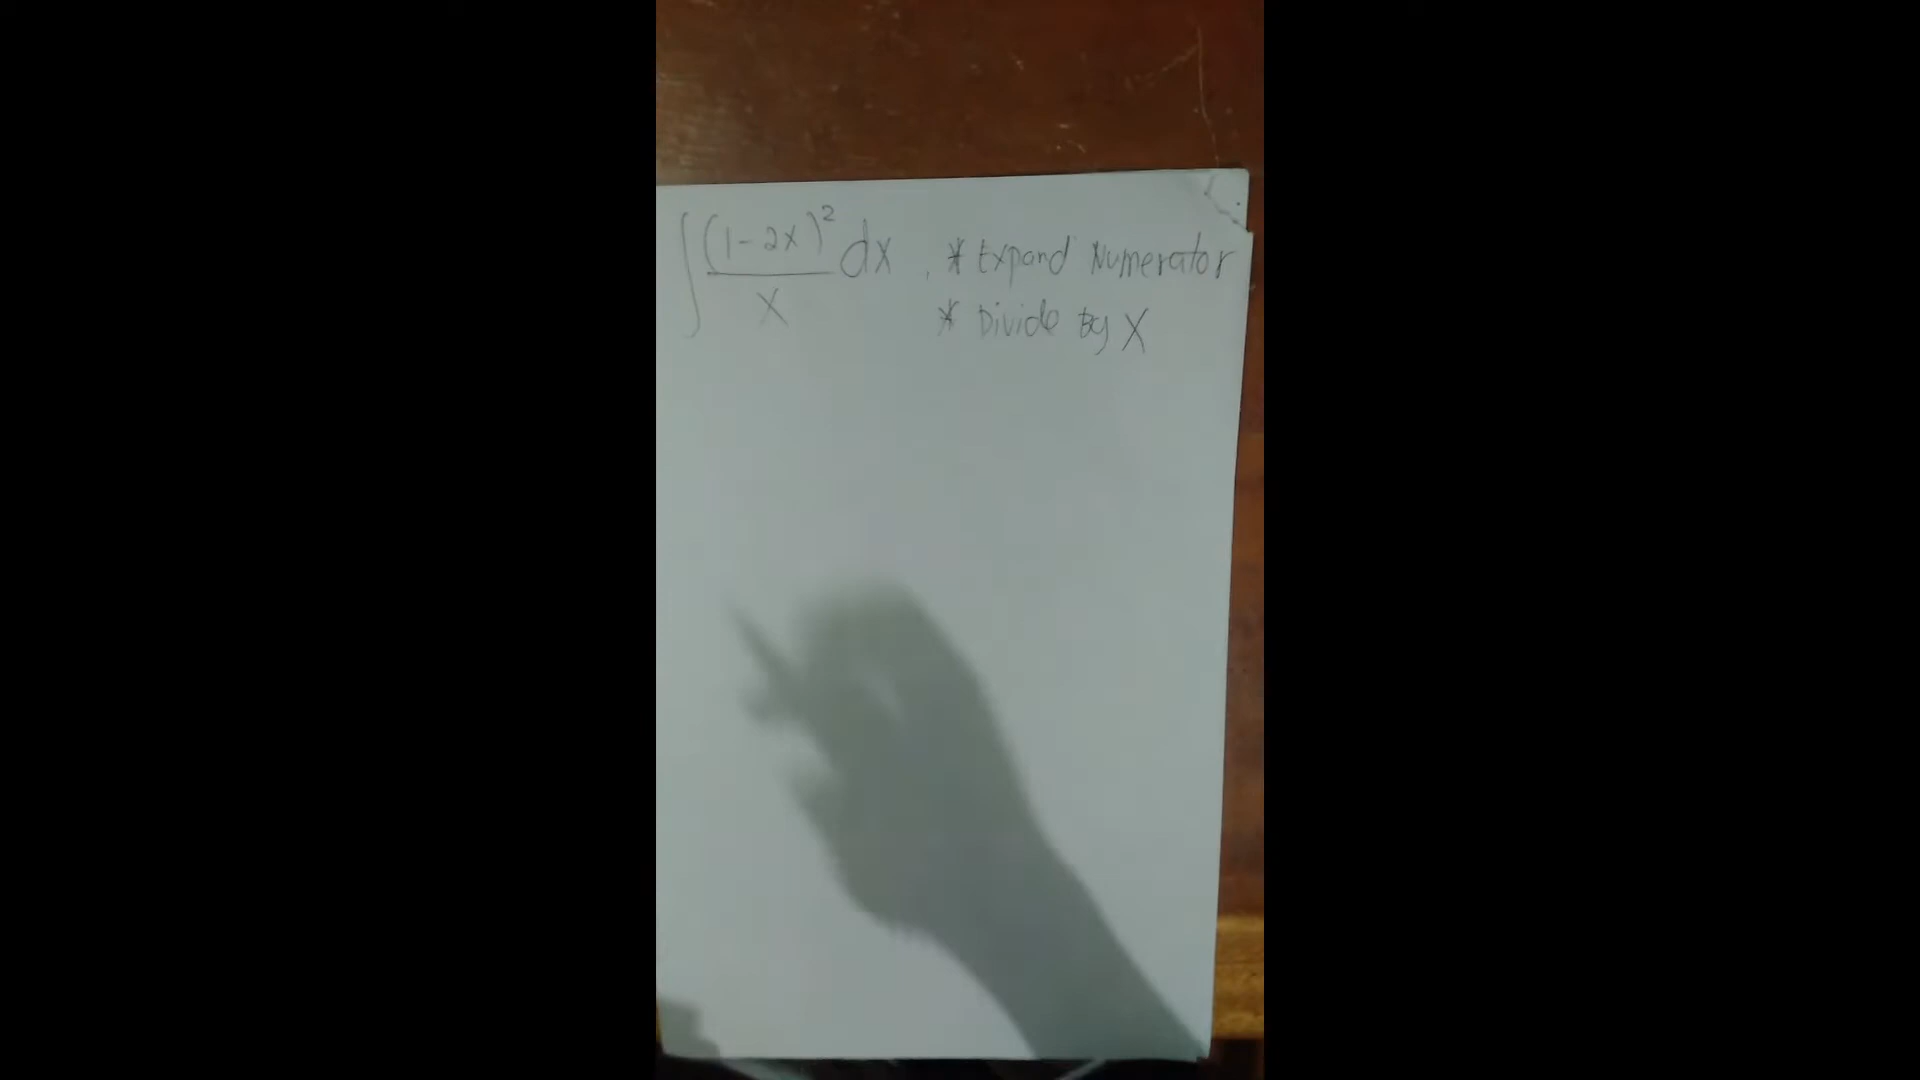 ∫ (1-2x)² / x dx, * Expand Numerator
* Divide By X